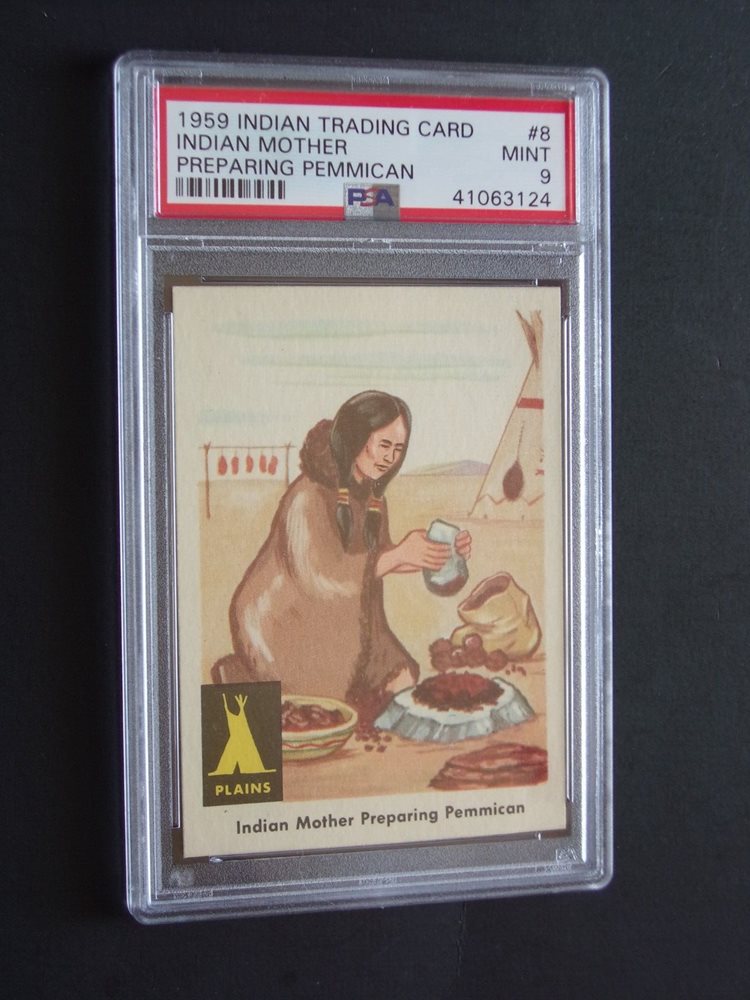 1959 INDIAN TRADING CARD #8
INDIAN MOTHER MINT
PREPARING PEMMICAN 9
PSA 41063124
PLAINS
Indian Mother Preparing Pemmican